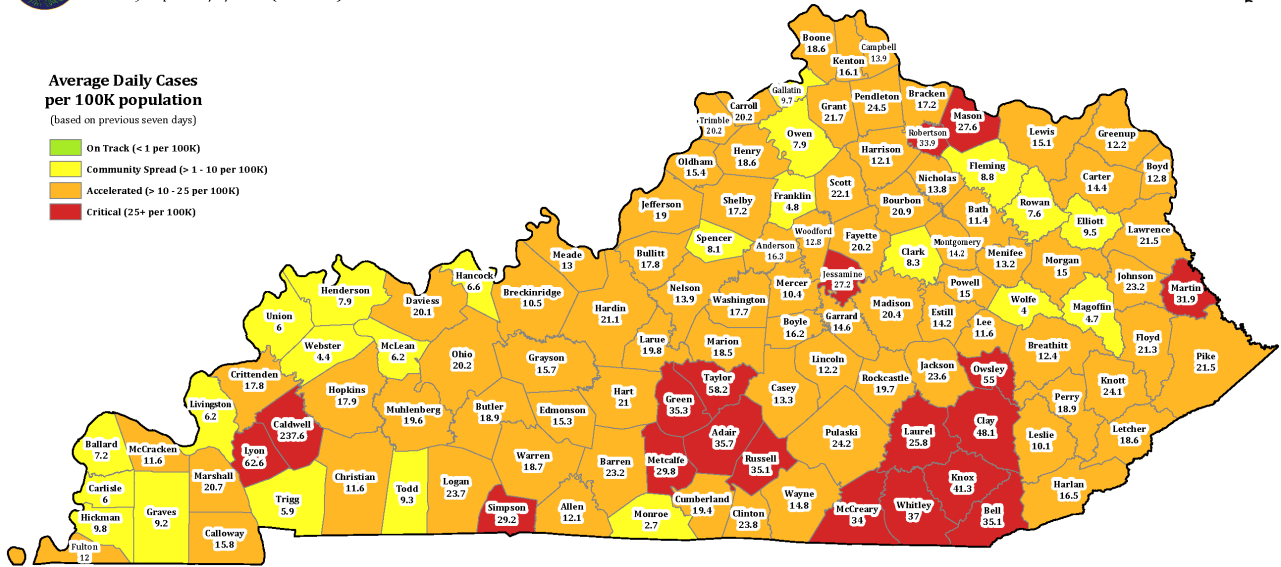 Average Daily Cases
per 100K population
(based on previous seven days)
On Track (< 1 per 100K)
Community Spread (> 1 - 10 per 100K)
Accelerated (> 10 - 25 per 100K)
Critical (25+ per 100K)
Boone
18.6
Kenton
16.1
Campbell
13.9
Gallatin
9.7
Carroll
20.2
Trimble
20.2
Owen
7.9
Grant
21.7
Pendleton
24.5
Bracken
17.2
Mason
27.6
Robertson
33.9
Lewis
15.1
Greenup
12.2
Boyd
12.8
Carter
14.4
Henry
18.6
Oldham
15.4
Harrison
12.1
Fleming
8.8
Nicholas
13.8
Scott
22.1
Franklin
4.8
Shelby
17.2
Jefferson
19
Bourbon
20.9
Bath
11.4
Rowan
7.6
Elliott
9.5
Lawrence
21.5
Spencer
8.1
Anderson
16.3
Woodford
12.8
Fayette
20.2
Clark
8.3
Montgomery
14.2
Menifee
13.2
Morgan
15
Johnson
23.2
Martin
31.9
Bullitt
17.8
Meade
13
Hancock
6.6
Breckinridge
10.5
Henderson
7.9
Daviess
20.1
Union
6
Webster
4.4
McLean
6.2
Ohio
20.2
Hardin
21.1
Nelson
13.9
Washington
17.7
Mercer
10.4
Jessamine
27.2
Garrard
14.6
Madison
20.4
Boyle
16.2
Powell
15
Estill
14.2
Lee
11.6
Wolfe
4
Magoffin
4.7
Floyd
21.3
Pike
21.5
Breathitt
12.4
Larue
19.8
Marion
18.5
Grayson
15.7
Crittenden
17.8
Hopkins
17.9
Muhlenberg
19.6
Butler
18.9
Edmonson
15.3
Hart
21
Green
35.3
Taylor
58.2
Casey
13.3
Lincoln
12.2
Rockcastle
19.7
Jackson
23.6
Owsley
55
Perry
18.9
Knott
24.1
Letcher
18.6
Leslie
10.1
Clay
48.1
Laurel
25.8
Pulaski
24.2
Adair
35.7
Russell
35.1
Metcalfe
29.8
Barren
23.2
Warren
18.7
Livingston
6.2
Caldwell
237.6
Lyon
62.6
Ballard
7.2
McCracken
11.6
Marshall
20.7
Carlisle
6
Hickman
9.8
Graves
9.2
Fulton
12
Calloway
15.8
Trigg
5.9
Christian
11.6
Todd
9.3
Logan
23.7
Simpson
29.2
Allen
12.1
Monroe
2.7
Cumberland
19.4
Clinton
23.8
Wayne
14.8
McCreary
34
Whitley
37
Knox
41.3
Bell
35.1
Harlan
16.5